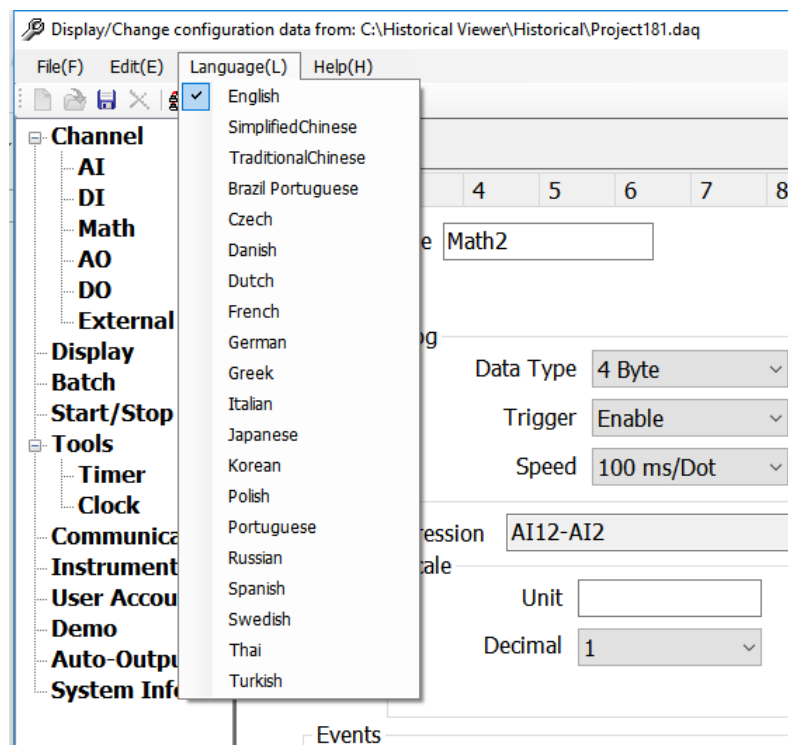 Display/Change configuration data from: C:\Historical Viewer\Historical\Project181.daq
File(F) Edit(E) Language(L) Help(H)
English
SimplifiedChinese
TraditionalChinese
Brazil Portuguese
Czech
Danish
Dutch
French
German
Greek
Italian
Japanese
Korean
Polish
Portuguese
Russian
Spanish
Swedish
Thai
Turkish
Channel
AI
DI
Math
AO
DO
External
Display
Batch
Start/Stop
Tools
Timer
Clock
Communica
Instrument
User Accou
Demo
Auto-Outpu
System Inf
4 5 6 7 8
e Math2
og
Data Type 4 Byte
Trigger Enable
Speed 100 ms/Dot
ression AI12-AI2
cale
Unit
Decimal 1
Events